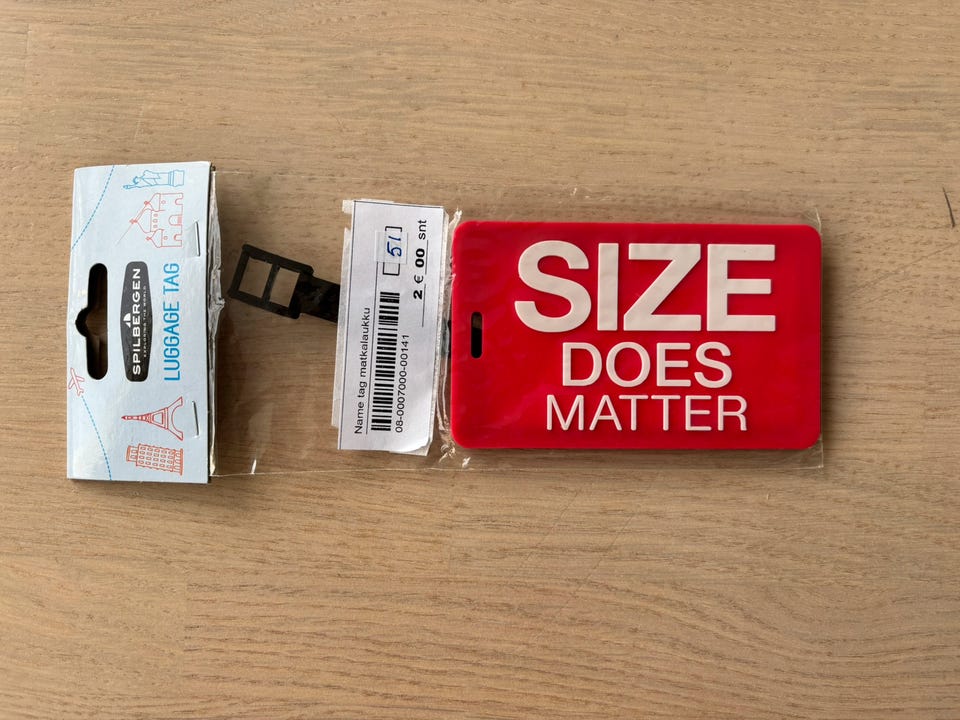 SPILBERGEN
EXPLORING THE WORLD
LUGGAGE TAG
Name tag matkalaukku
08-0007000-00141
[51]
2 € 00 snt
SIZE
DOES
MATTER